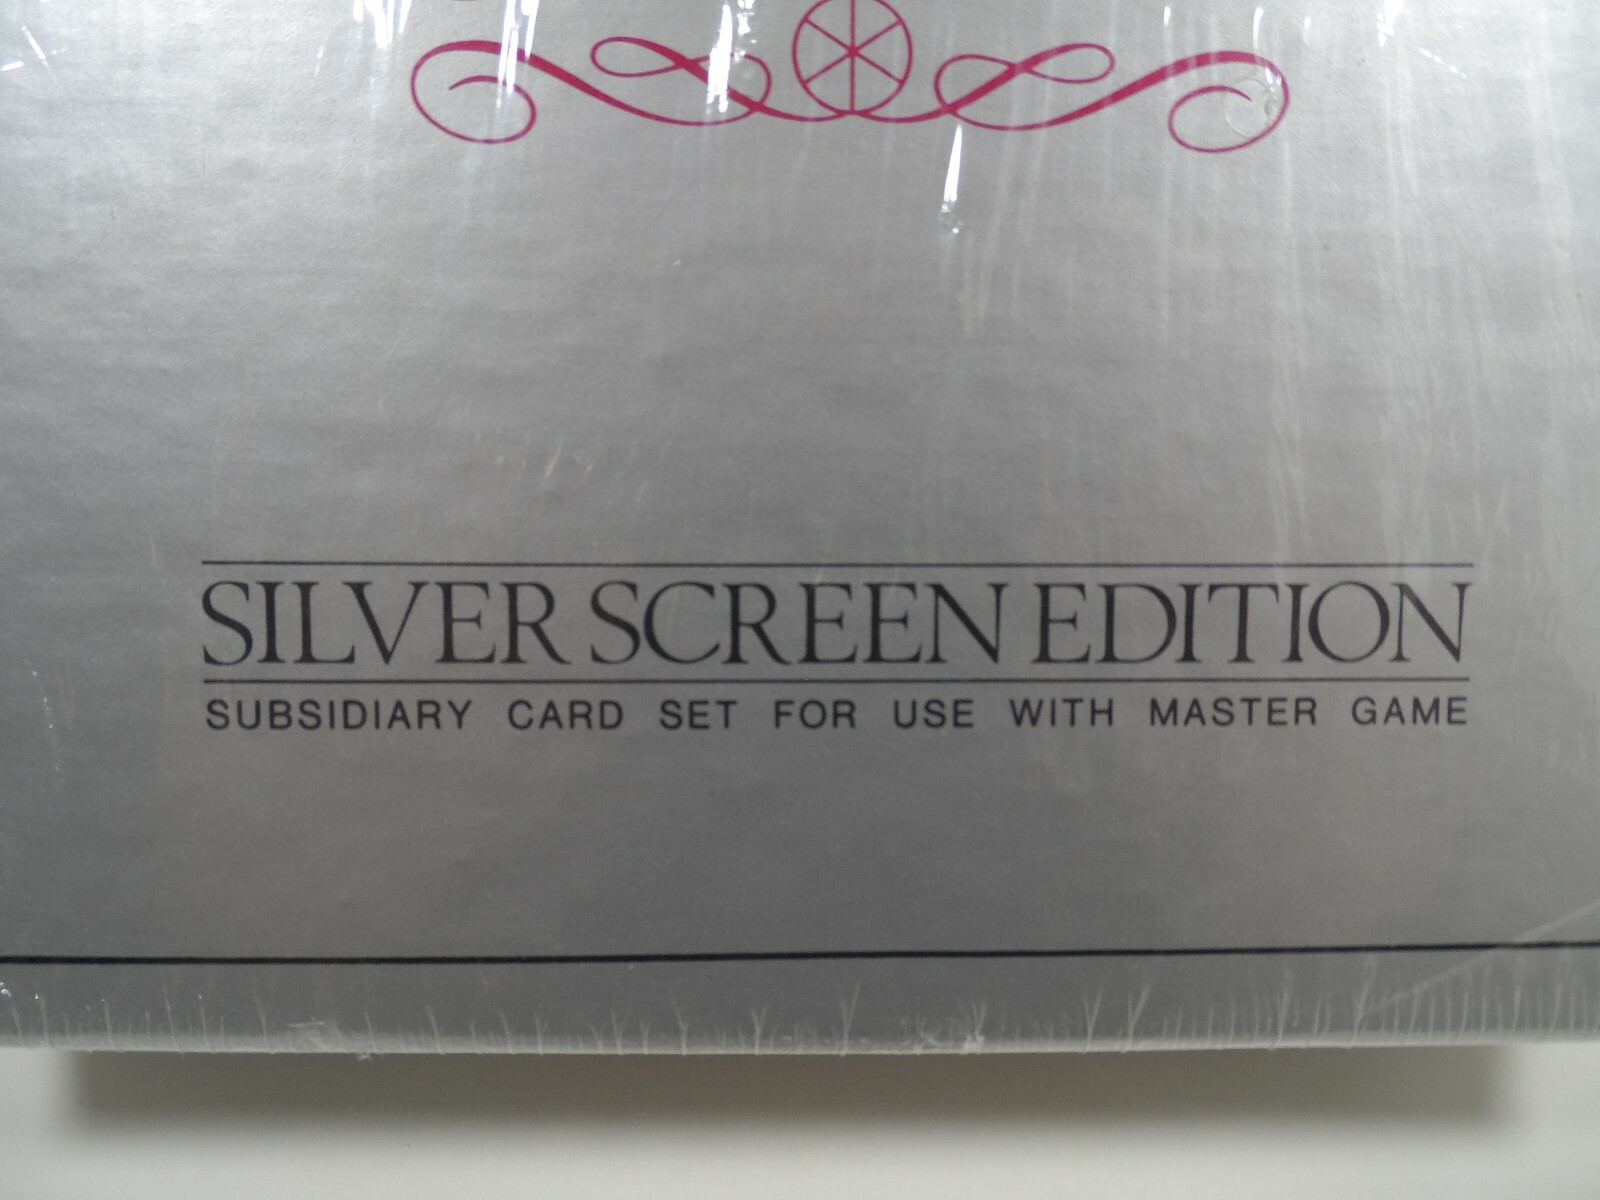 SILVER SCREEN EDITION
SUBSIDIARY CARD SET FOR USE WITH MASTER GAME